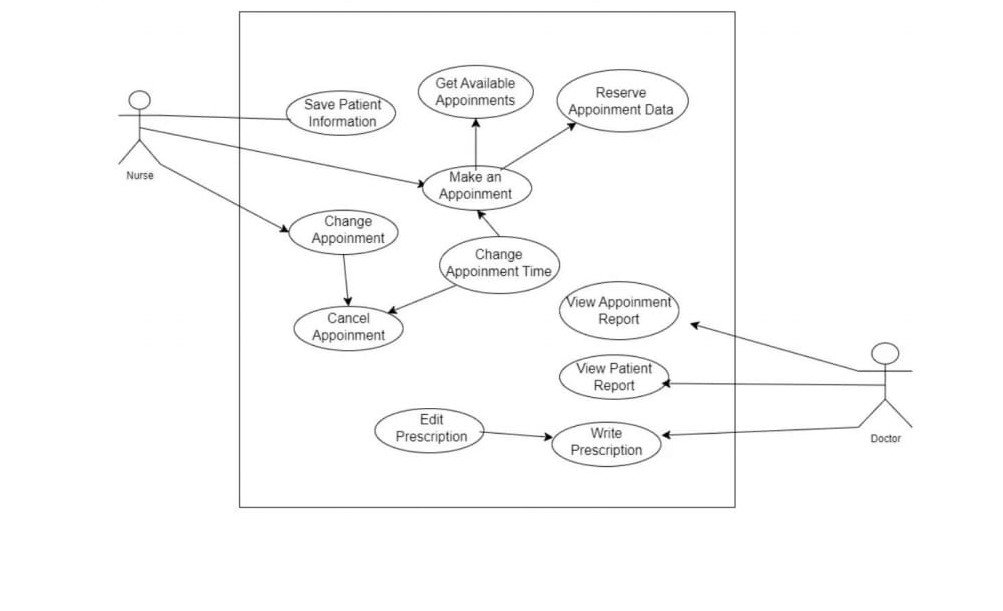 Get Available
Appoinments
Reserve
Appoinment Data
Save Patient
Information
Nurse
Make an
Appoinment
Change
Appoinment
Change
Appoinment Time
Cancel
Appoinment
View Appoinment
Report
View Patient
Report
Edit
Prescription
Write
Prescription
Doctor